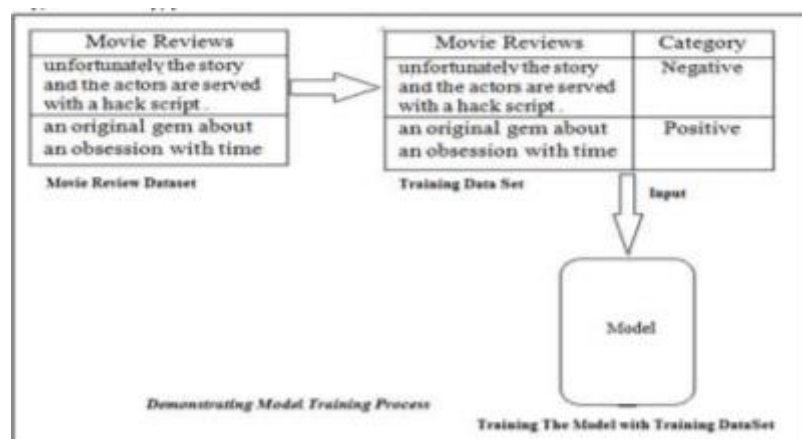 Movie Reviews
unfortunately the story
and the actors are served
with a hack script .
an original gem about
an obsession with time
Movie Review Dataset
Movie Reviews Category
unfortunately the story Negative
and the actors are served
with a hack script .
an original gem about Positive
an obsession with time
Training Data Set
Input
Model
Demonstrating Model Training Process
Training The Model with Training DataSet